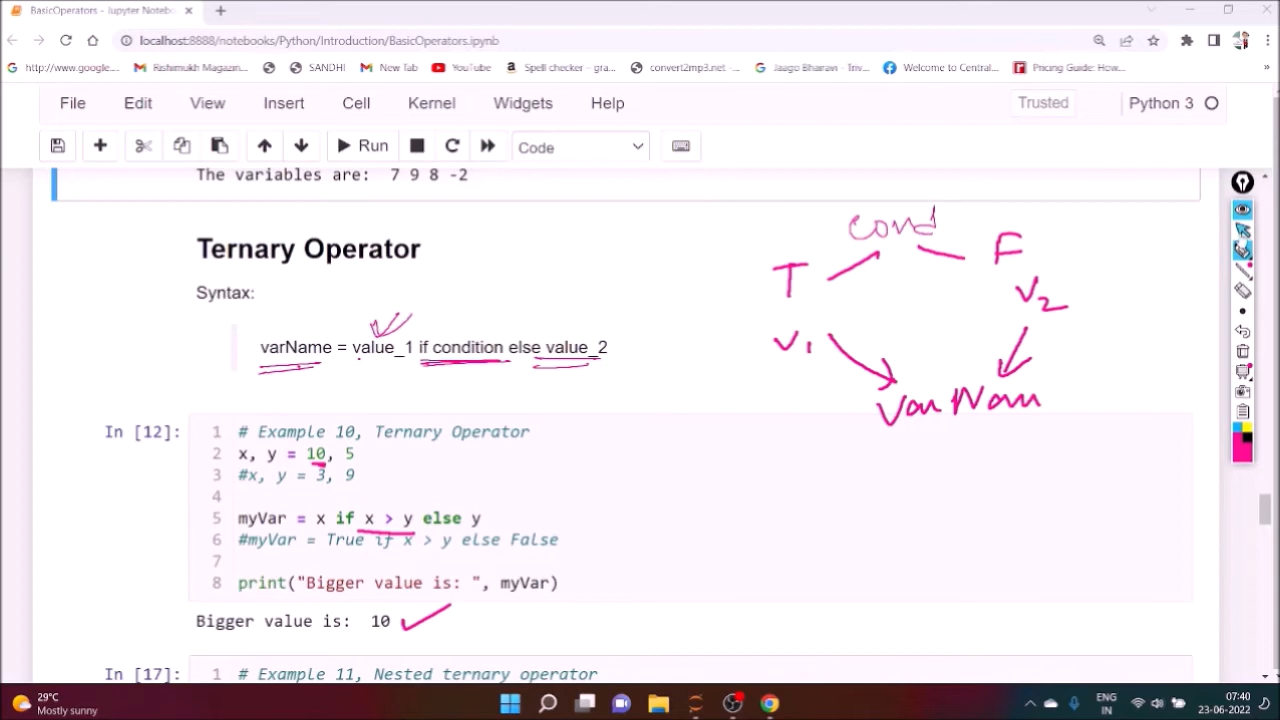 BasicOperators - Jupyter Notebo
localhost:8888/notebooks/Python/Introduction/BasicOperators.ipynb
http://www.google.... Rishimukh Magazin... SANDHI New Tab YouTube Spell checker - gra... convert2mp3.net -... Jaago Bhairavi - Triv... Welcome to Central... Pricing Guide: How... »
File Edit View Insert Cell Kernel Widgets Help Trusted Python 3
Run Code
The variables are: 7 9 8 -2
Ternary Operator
Syntax:
varName = value_1 if condition else value_2
cond
T F
V1 V2
VarNam
In [12]:
1 # Example 10, Ternary Operator
2 x, y = 10, 5
3 #x, y = 3, 9
4
5 myVar = x if x > y else y
6 #myVar = True if x > y else False
7
8 print("Bigger value is: ", myVar)
Bigger value is: 10
In [17]: 1 # Example 11, Nested ternary operator
29°C
Mostly sunny
ENG
IN
07:40
23-06-2022